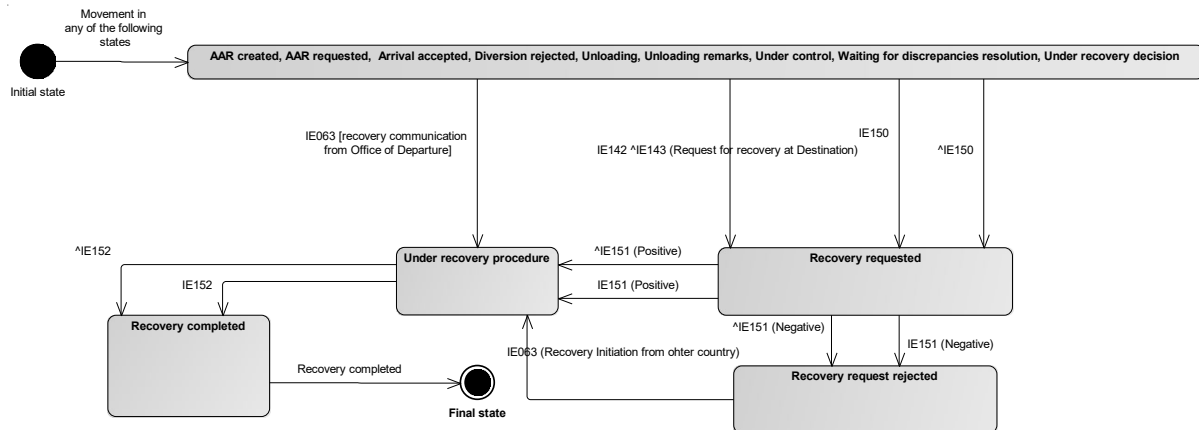 Movement in
any of the following
states
AAR created, AAR requested,  Arrival accepted, Diversion rejected, Unloading, Unloading remarks, Under control, Waiting for discrepancies resolution, Under recovery decision
Initial state
IE063 [recovery communication
from Office of Departure]
IE142 ^IE143 (Request for recovery at Destination)
IE150
^IE150
^IE152
IE152
Under recovery procedure
^IE151 (Positive)
IE151 (Positive)
Recovery requested
Recovery completed
^IE151 (Negative)
IE151 (Negative)
IE063 (Recovery Initiation from ohter country)
Recovery completed
Final state
Recovery request rejected